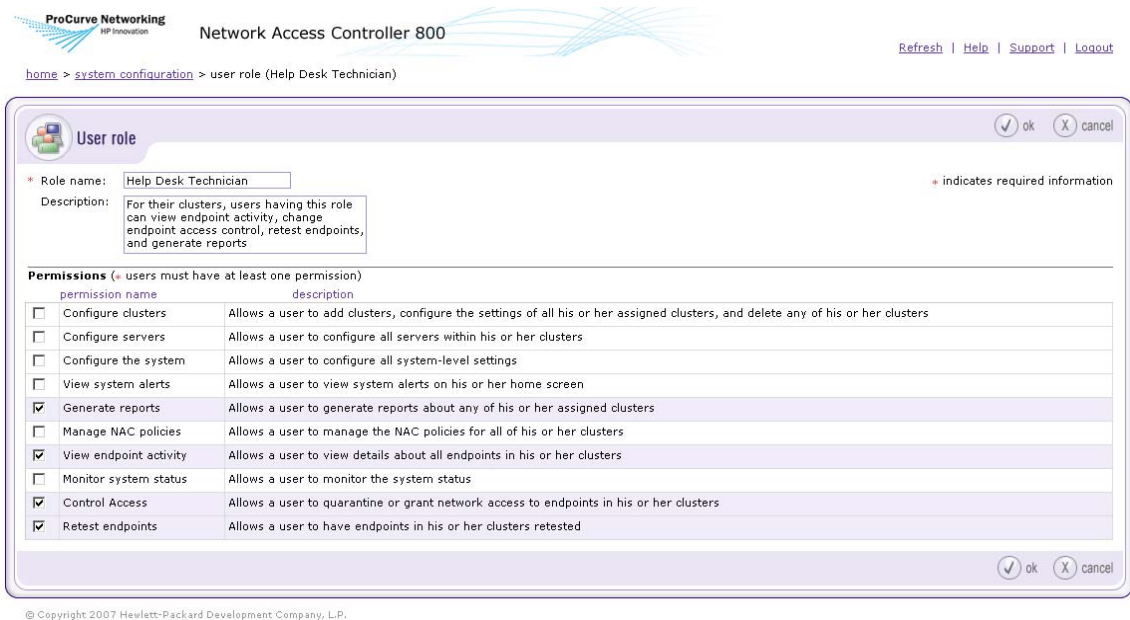 ProCurve Networking
HP Innovation
Network Access Controller 800
Refresh | Help | Support | Logout
home > system configuration > user role (Help Desk Technician)
User role
ok
cancel
* Role name: Help Desk Technician
* indicates required information
Description: For their clusters, users having this role
can view endpoint activity, change
endpoint access control, retest endpoints,
and generate reports
Permissions (* users must have at least one permission)
permission name description
Configure clusters Allows a user to add clusters, configure the settings of all his or her assigned clusters, and delete any of his or her clusters
Configure servers Allows a user to configure all servers within his or her clusters
Configure the system Allows a user to configure all system-level settings
View system alerts Allows a user to view system alerts on his or her home screen
Generate reports Allows a user to generate reports about any of his or her assigned clusters
Manage NAC policies Allows a user to manage the NAC policies for all of his or her clusters
View endpoint activity Allows a user to view details about all endpoints in his or her clusters
Monitor system status Allows a user to monitor the system status
Control Access Allows a user to quarantine or grant network access to endpoints in his or her clusters
Retest endpoints Allows a user to have endpoints in his or her clusters retested
ok
cancel
© Copyright 2007 Hewlett-Packard Development Company, L.P.